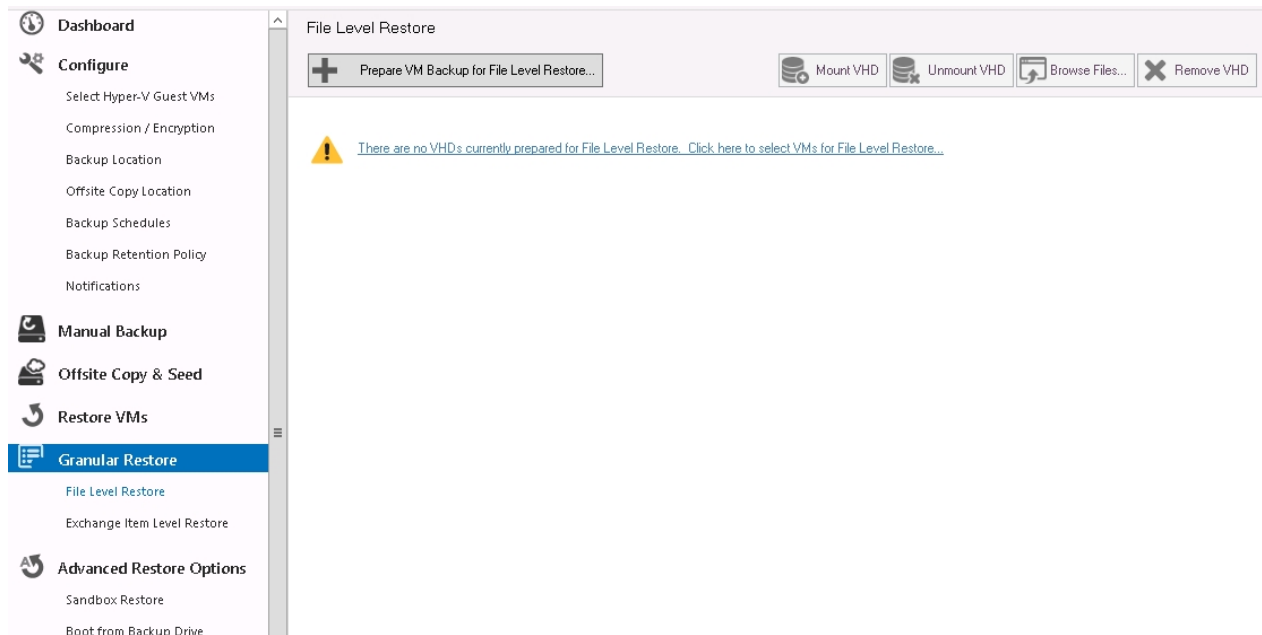 Dashboard
Configure
Select Hyper-V Guest VMs
Compression / Encryption
Backup Location
Offsite Copy Location
Backup Schedules
Backup Retention Policy
Notifications
Manual Backup
Offsite Copy & Seed
Restore VMs
Granular Restore
File Level Restore
Exchange Item Level Restore
Advanced Restore Options
Sandbox Restore
Boot from Backup Drive
File Level Restore
Prepare VM Backup for File Level Restore...
Mount VHD
Unmount VHD
Browse Files...
Remove VHD
There are no VHDs currently prepared for File Level Restore. Click here to select VMs for File Level Restore...